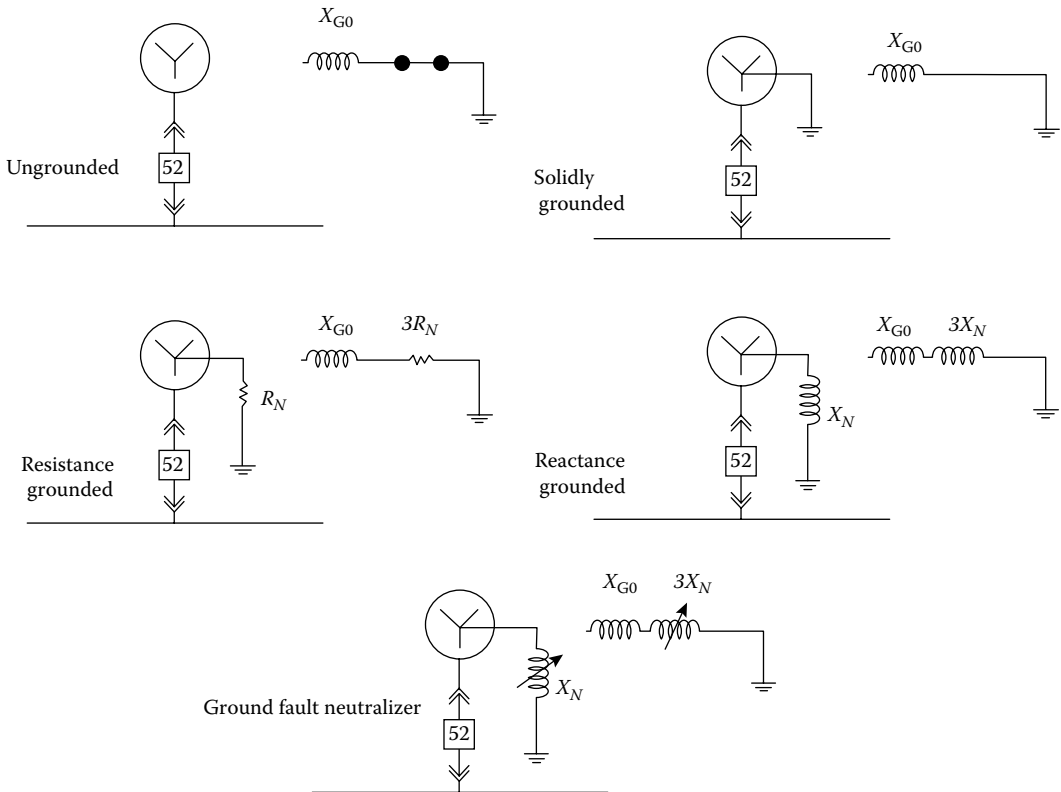 X_G0
Ungrounded
52
X_G0
Solidly
grounded
52
X_G0
3R_N
R_N
Resistance
grounded
52
X_G0
3X_N
X_N
Reactance
grounded
52
X_G0
3X_N
X_N
Ground fault neutralizer
52